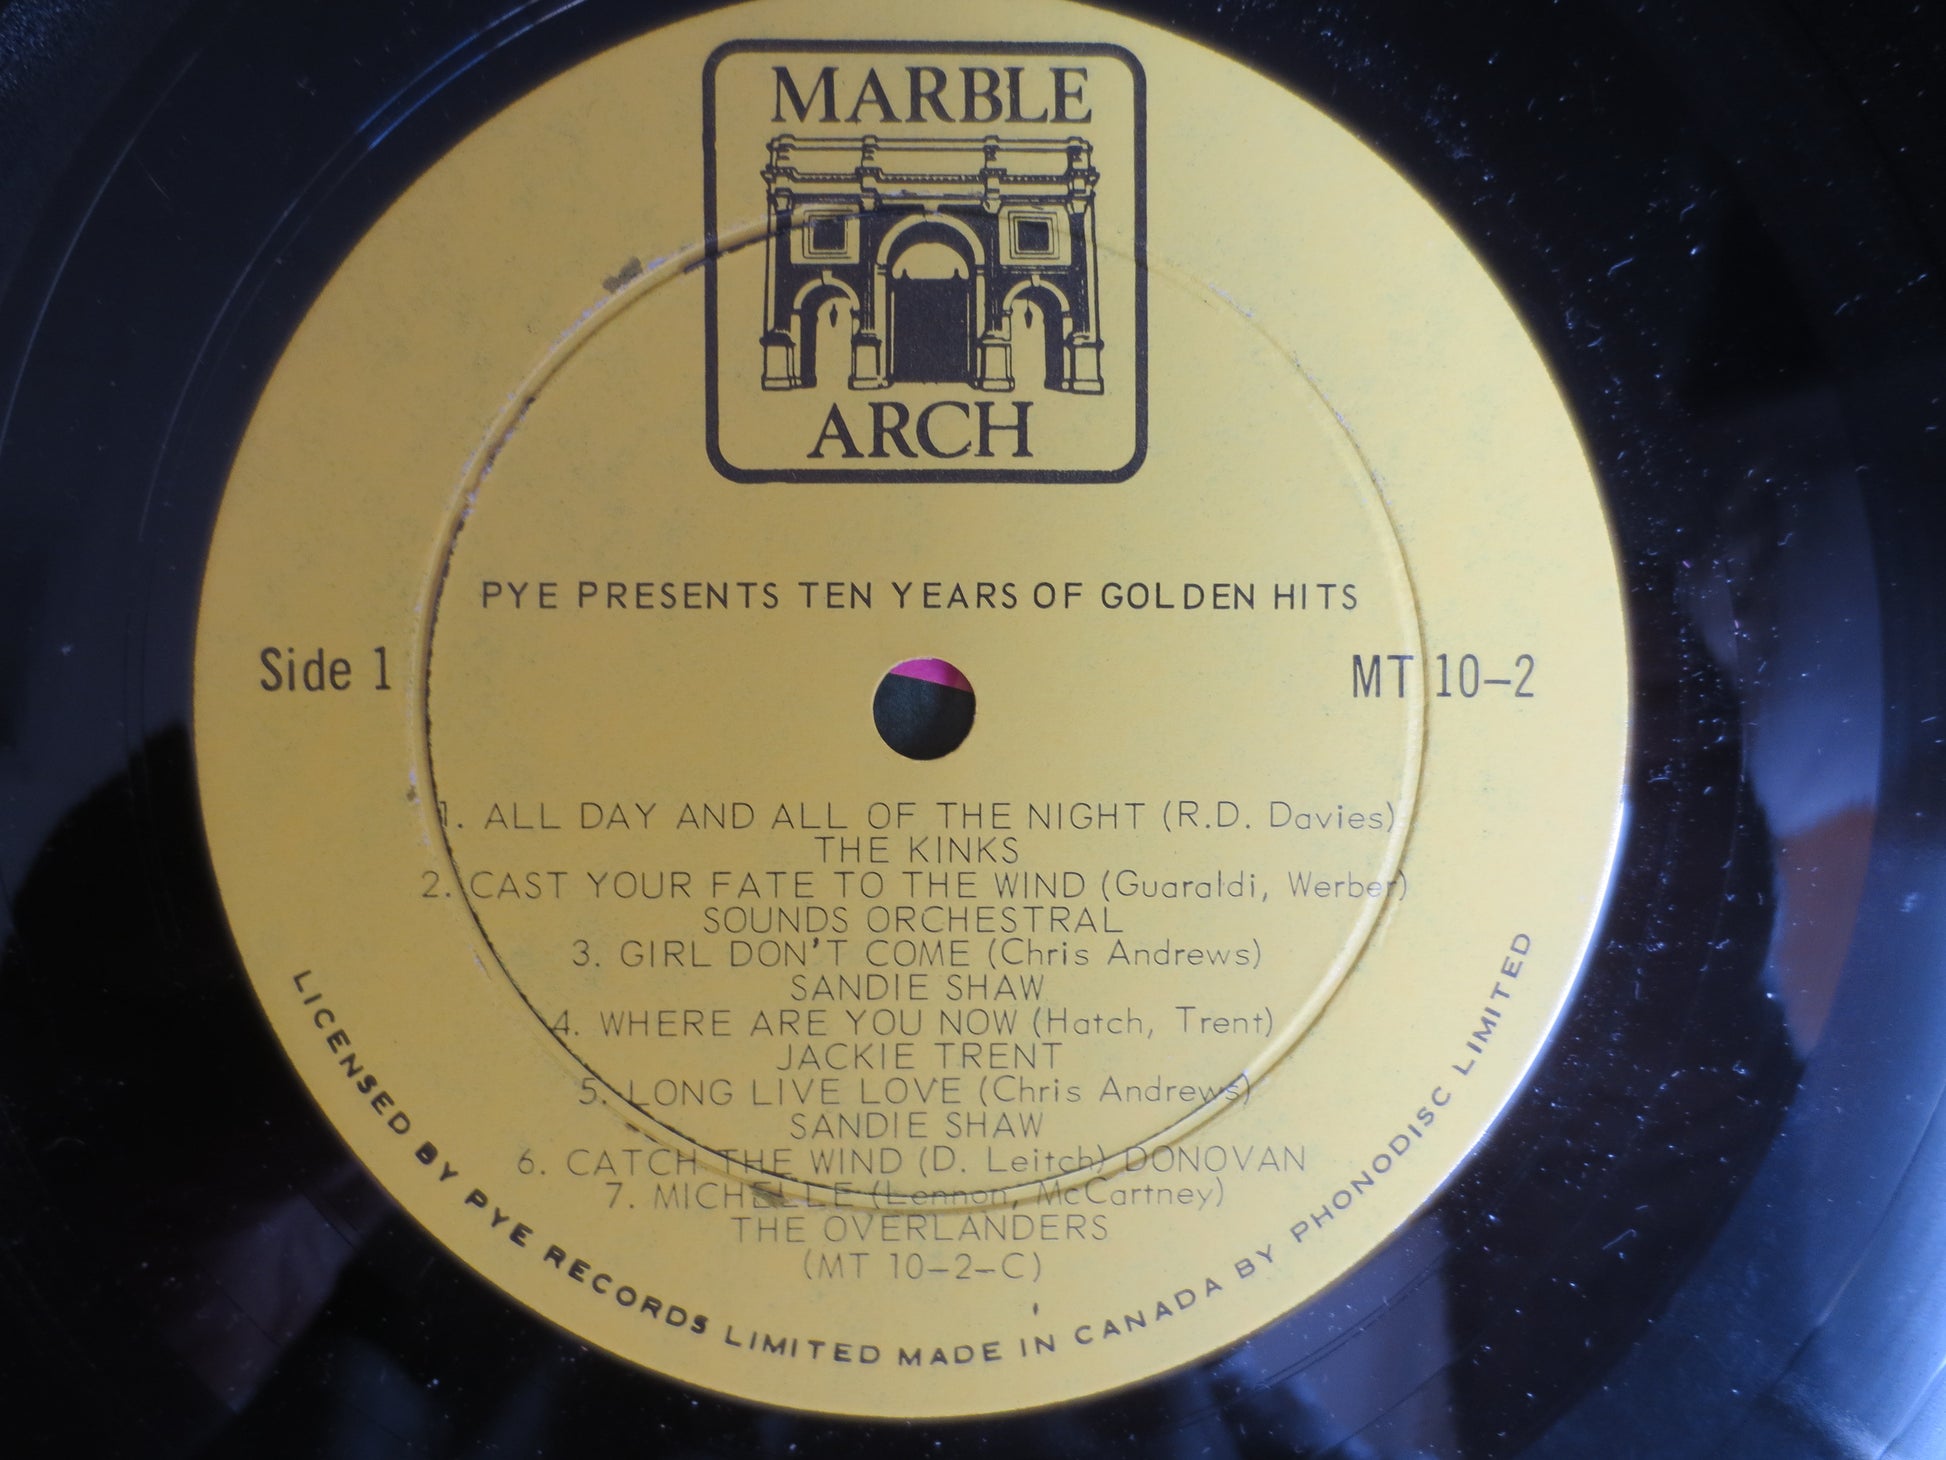 MARBLE
ARCH
PYE PRESENTS TEN YEARS OF GOLDEN HITS
Side 1
MT 10-2
1. ALL DAY AND ALL OF THE NIGHT (R.D. Davies)
THE KINKS
2. CAST YOUR FATE TO THE WIND (Guaraldi, Werber)
SOUNDS ORCHESTRAL
3. GIRL DON'T COME (Chris Andrews)
SANDIE SHAW
4. WHERE ARE YOU NOW (Hatch, Trent)
JACKIE TRENT
5. LONG LIVE LOVE (Chris Andrews)
SANDIE SHAW
6. CATCH THE WIND (D. Leitch) DONOVAN
7. MICHELLE (Lennon, McCartney)
THE OVERLANDERS
(MT 10-2-C)
LICENSED BY PYE RECORDS LIMITED MADE IN CANADA BY PHONODISC LIMITED